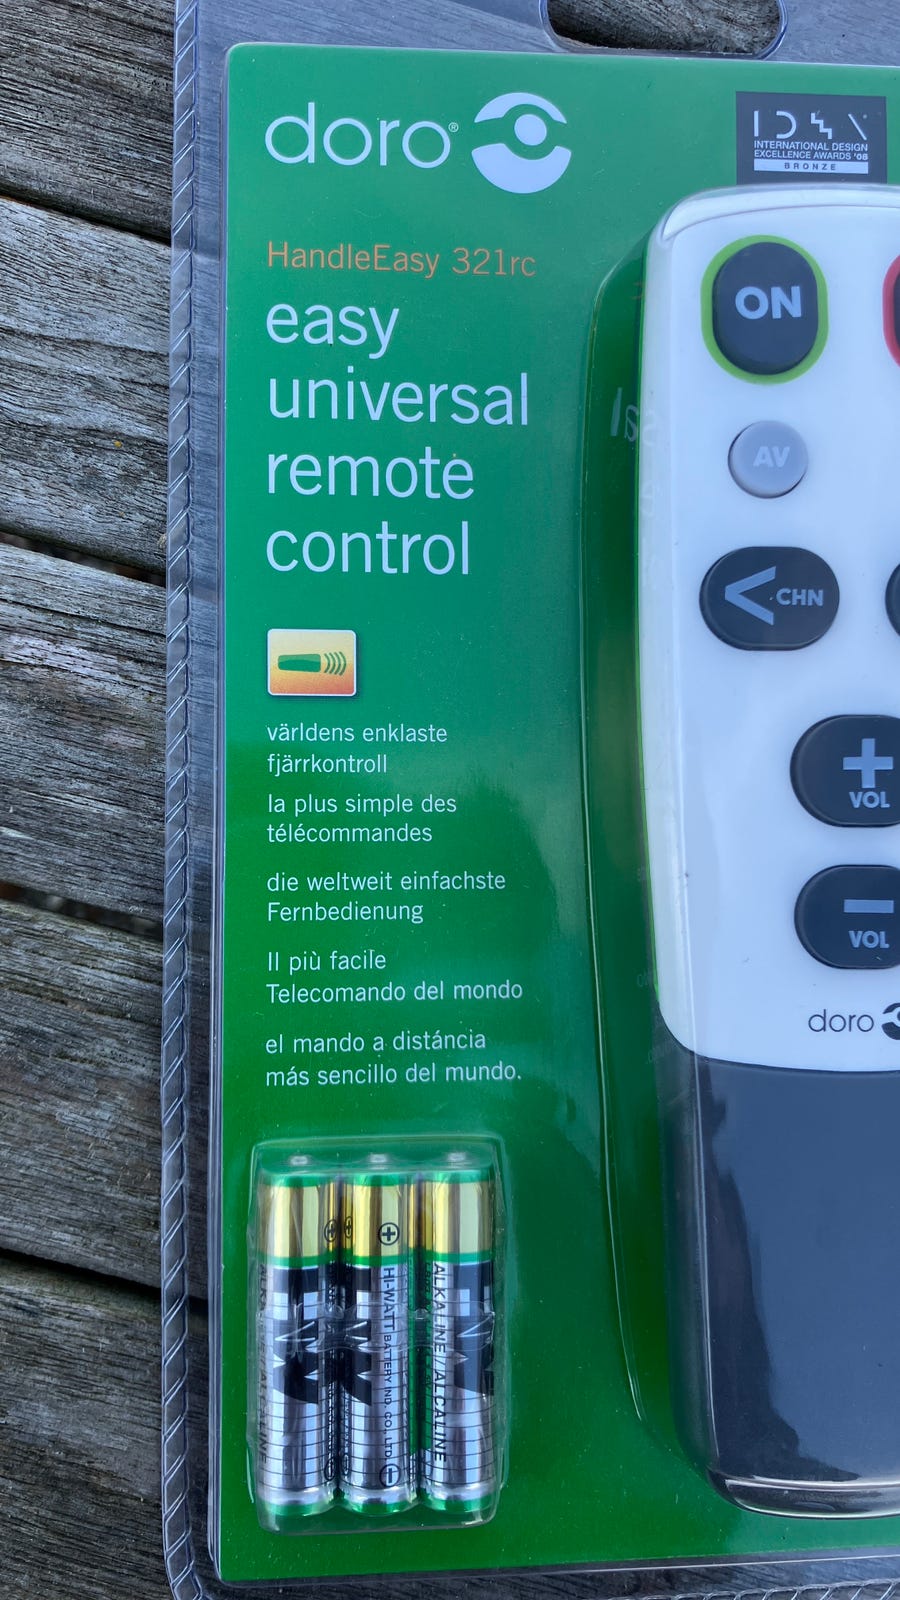 doro®
IDEA
INTERNATIONAL DESIGN
EXCELLENCE AWARDS '08
BRONZE
HandleEasy 321rc
easy
universal
remote
control
världens enklaste
fjärrkontroll
la plus simple des
télécommandes
die weltweit einfachste
Fernbedienung
Il più facile
Telecomando del mondo
el mando a distáncia
más sencillo del mundo.
ON
AV
< CHN
+
VOL
−
VOL
doro
HI-WATT BATTERY IND. CO., LTD.
ALKALINE//ALCALINE